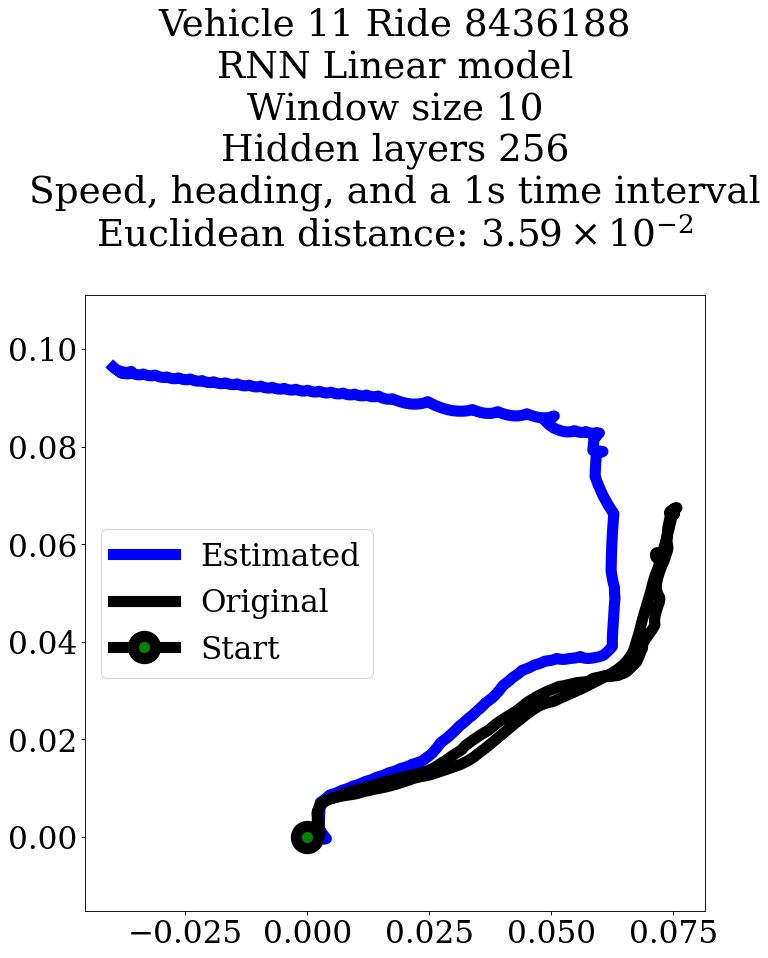 Vehicle 11 Ride 8436188
RNN Linear model
Window size 10
Hidden layers 256
Speed, heading, and a 1s time interval
Euclidean distance: 3.59 × 10⁻²
0.10
0.08
0.06
0.04
0.02
0.00
Estimated
Original
Start
−0.025 0.000 0.025 0.050 0.075